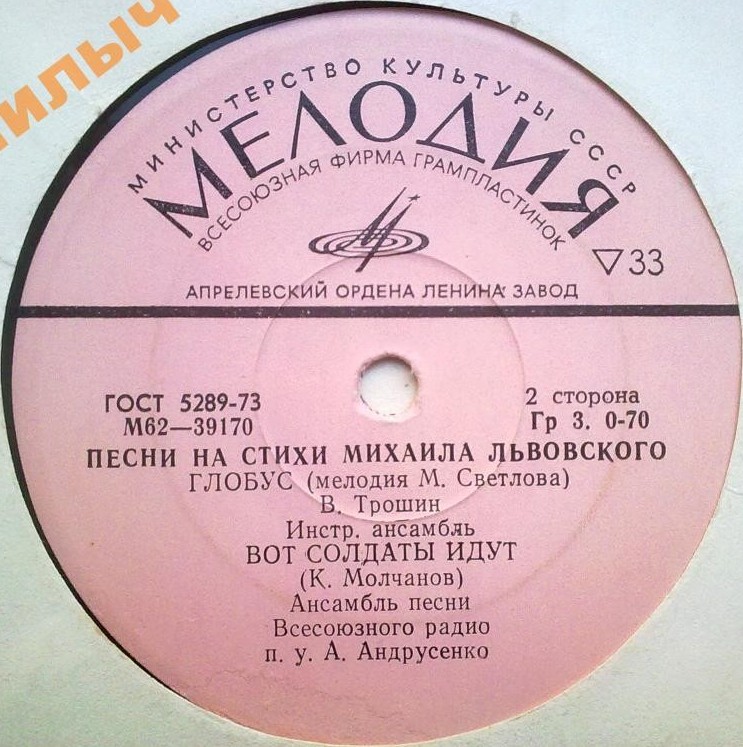 МИНИСТЕРСТВО КУЛЬТУРЫ СССР
МЕЛОДИЯ
ВСЕСОЮЗНАЯ ФИРМА ГРАМПЛАСТИНОК
▽33
АПРЕЛЕВСКИЙ ОРДЕНА ЛЕНИНА ЗАВОД
ГОСТ 5289-73
М62—39170
2 сторона
Гр 3. 0-70
ПЕСНИ НА СТИХИ МИХАИЛА ЛЬВОВСКОГО
ГЛОБУС (мелодия М. Светлова)
В. Трошин
Инстр. ансамбль
ВОТ СОЛДАТЫ ИДУТ
(К. Молчанов)
Ансамбль песни
Всесоюзного радио
п. у. А. Андрусенко